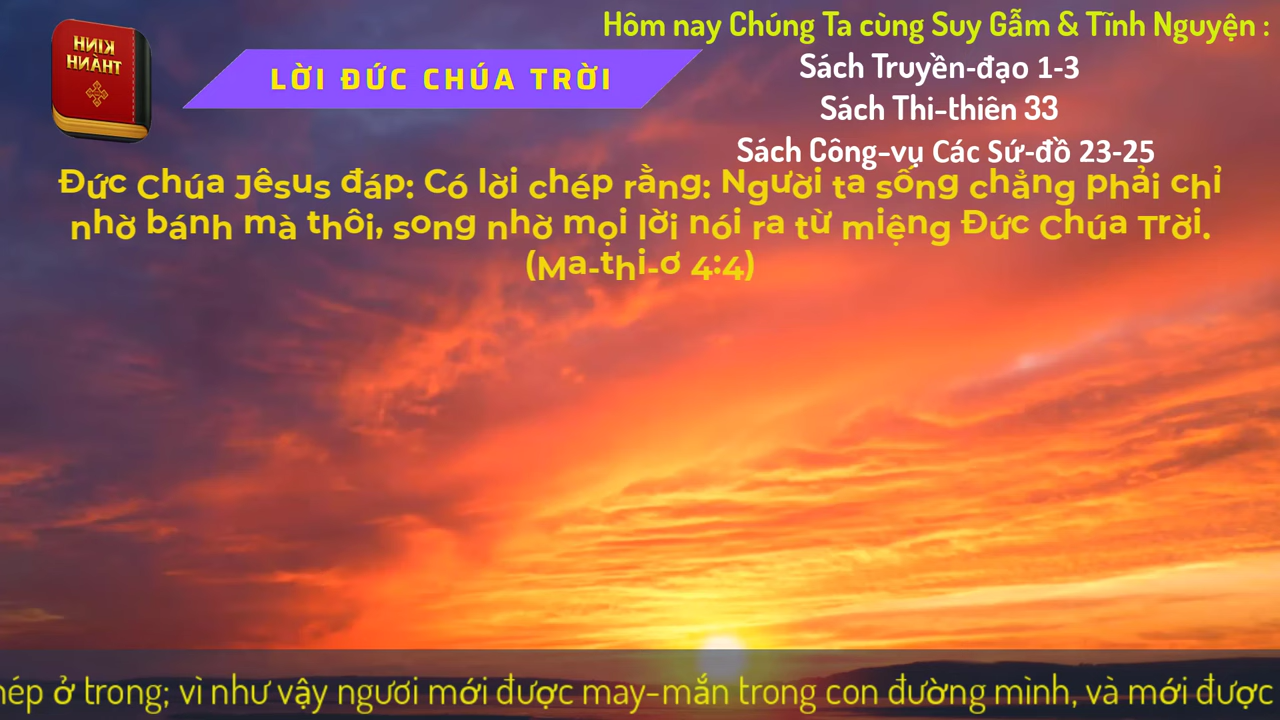 KINH
THÀNH
LỜI ĐỨC CHÚA TRỜI
Hôm nay Chúng Ta cùng Suy Gẫm & Tĩnh Nguyện :
Sách Truyền-đạo 1-3
Sách Thi-thiên 33
Sách Công-vụ Các Sứ-đồ 23-25
Đức Chúa Jêsus đáp: Có lời chép rằng: Người ta sống chẳng phải chỉ
nhờ bánh mà thôi, song nhờ mọi lời nói ra từ miệng Đức Chúa Trời.
(Ma-thi-ơ 4:4)
ở trong; vì như vậy ngươi mới được may-mắn trong con đường mình, và mới được